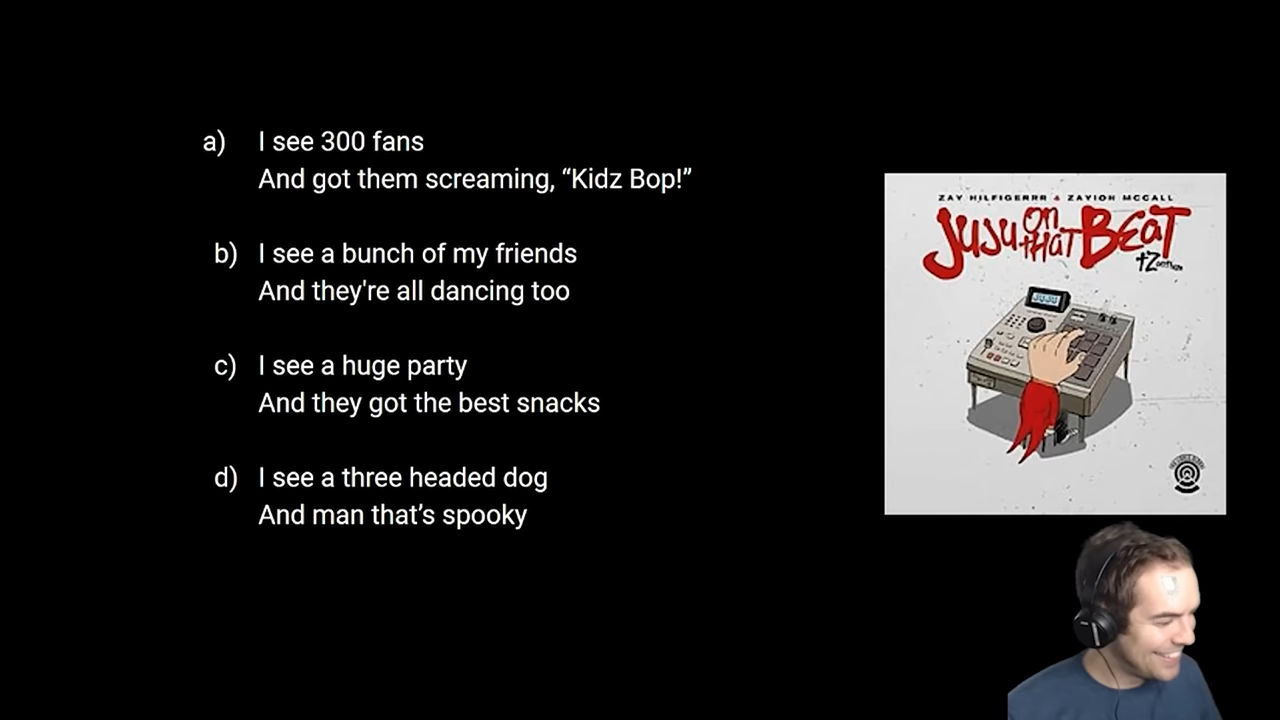 a) I see 300 fans
And got them screaming, “Kidz Bop!”
b) I see a bunch of my friends
And they're all dancing too
c) I see a huge party
And they got the best snacks
d) I see a three headed dog
And man that’s spooky
ZAY HILFIGERRR & ZAYION MCCALL
JUJU ON THAT BEAT
JUJU